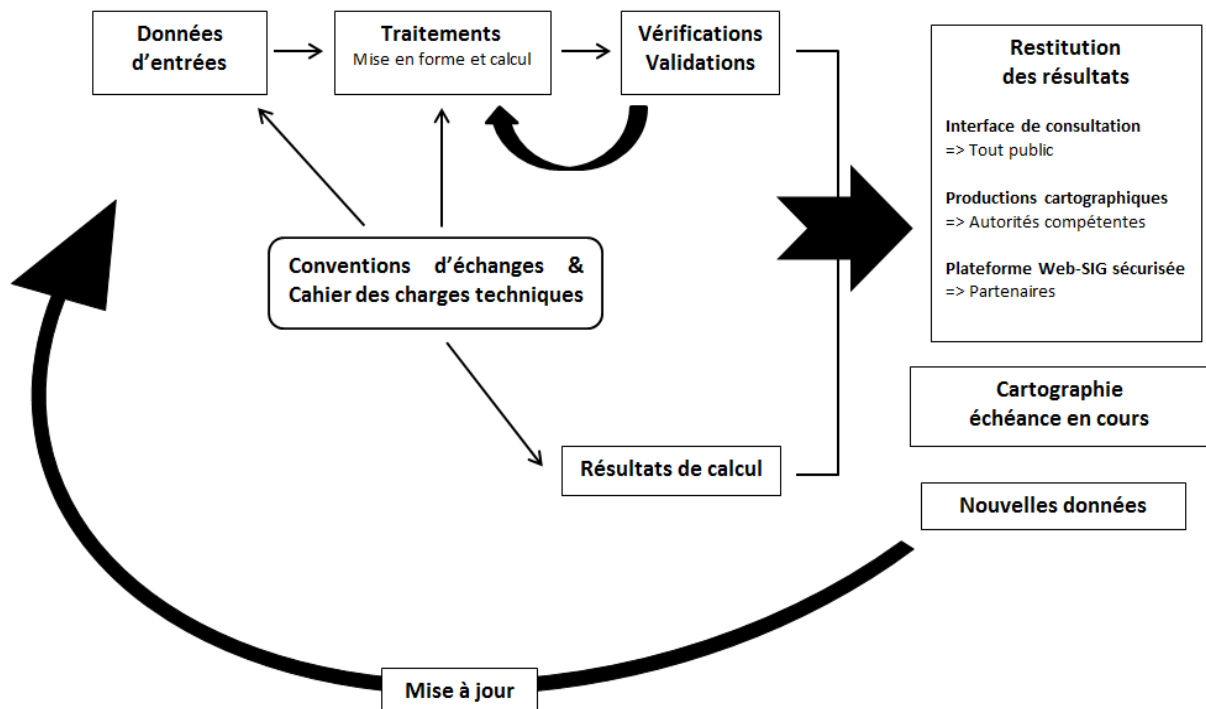 Données
d'entrées
Traitements
Mise en forme et calcul
Vérifications
Validations
Restitution
des résultats
Interface de consultation
=> Tout public
Productions cartographiques
=> Autorités compétentes
Plateforme Web-SIG sécurisée
=> Partenaires
Conventions d'échanges &
Cahier des charges techniques
Cartographie
échéance en cours
Résultats de calcul
Nouvelles données
Mise à jour